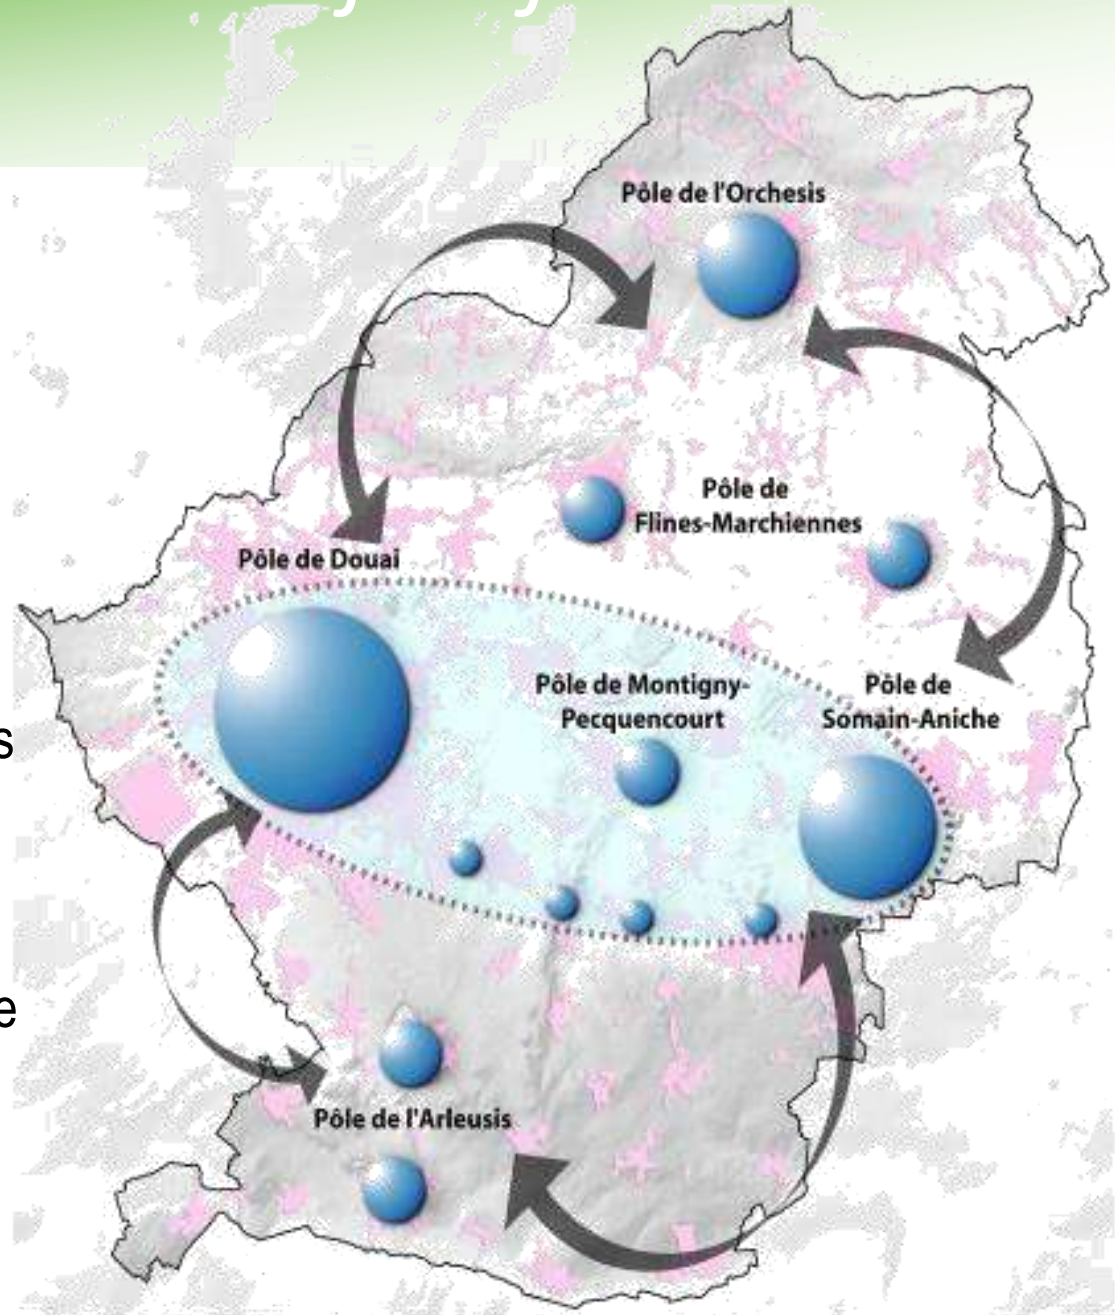 Pôle de l'Orchesis
Pôle de
Flines-Marchiennes
Pôle de Douai
Pôle de Montigny-
Pecquencourt
Pôle de
Somain-Aniche
s
e
Pôle de l'Arleusis